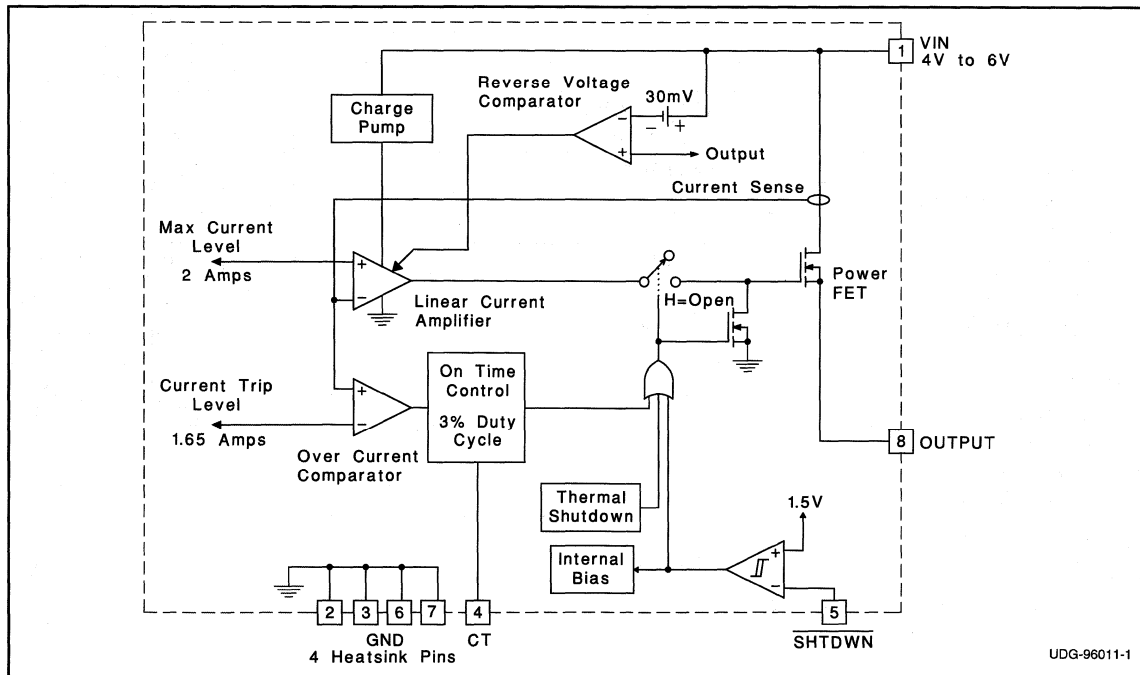 1
VIN
4V to 6V
Reverse Voltage
Comparator
30mV
Charge
Pump
−
− +
+
Output
Current Sense
Max Current
Level
2 Amps
+
−
Linear Current
Amplifier
H=Open
Power
FET
On Time
Control
3% Duty
Cycle
Current Trip
Level
1.65 Amps
+
−
Over Current
Comparator
8
OUTPUT
Thermal
Shutdown
1.5V
Internal
Bias
+
−
2 3 6 7 4 5
GND CT SHTDWN
4 Heatsink Pins
UDG-96011-1